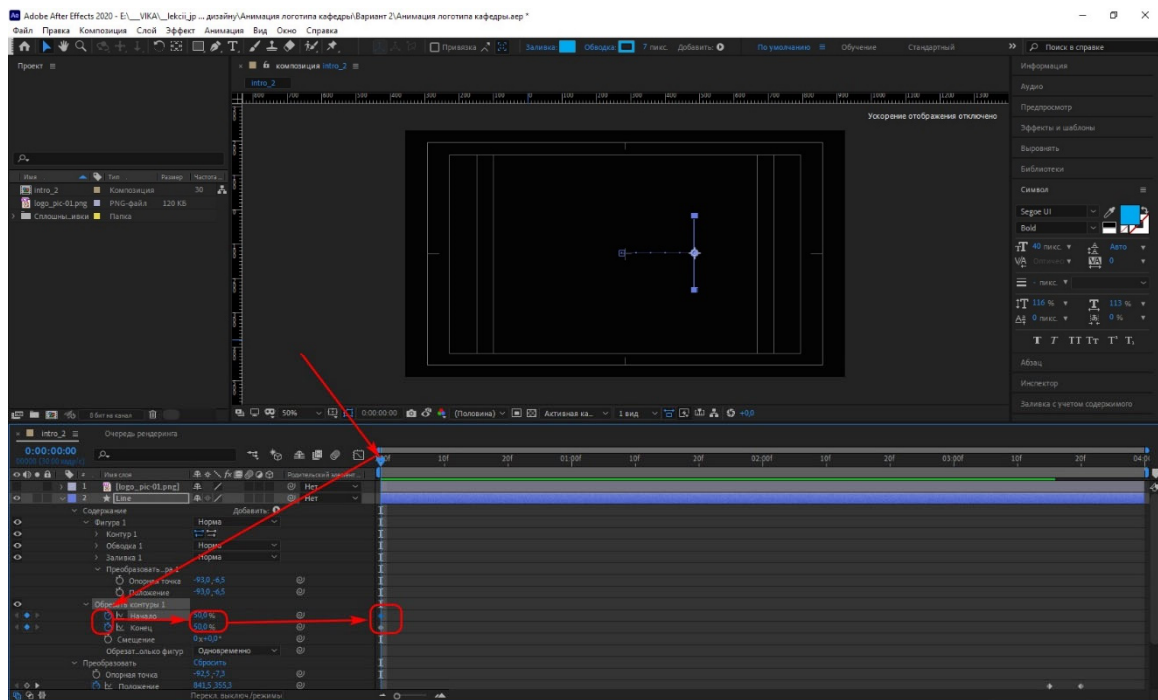 Adobe After Effects 2020 - E:\___VIKA\_lekcii_jp ... дизайну\Анимация логотипа кафедры\Вариант 2\Анимация логотипа кафедры.aep *
Файл Правка Композиция Слой Эффект Анимация Вид Окно Справка
Привязка Заливка: Обводка: 7 пикс. Добавить: По умолчанию Обучение Стандартный Поиск в справке
Проект композиция intro_2 Информация
intro_2
Аудио
Ускорение отображения отключено
Предпросмотр
Эффекты и шаблоны
Выровнять
Библиотеки
Имя Тип Размер Частота ...
intro_2 Композиция 30
logo_pic-01.png PNG-файл 120 КБ
Сплошны...ивки Папка
Символ
Segoe UI
Bold
40 пикс. Авто
0
- пикс.
116 % 113 %
0 пикс. 0 %
Абзац
Инспектор
Заливка с учетом содержимого
8 бит на канал 50% 0:00:00:00 (Половина) Активная ка... 1 вид +0,0
intro_2 Очередь рендеринга
0:00:00:00
00f 10f 20f 01:00f 10f 20f 02:00f 10f 20f 03:00f 10f 20f 04:0
# Имя слоя Родительский элемент...
1 [logo_pic-01.png] Нет
2 Line Нет
Содержание Добавить:
Фигура 1 Норма
Контур 1
Обводка 1 Норма
Заливка 1 Норма
Преобразовать...ра 1
Опорная точка -93,0,-6,5
Положение -93,0,-6,5
Обрезать контуры 1
Начало 50,0 %
Конец 50,0 %
Смещение 0x+0,0°
Обрезат...олько фигур Одновременно
Преобразовать Сбросить
Опорная точка -92,5,-7,5
Положение 841,5,355,3
Перекл. выключ./режимы